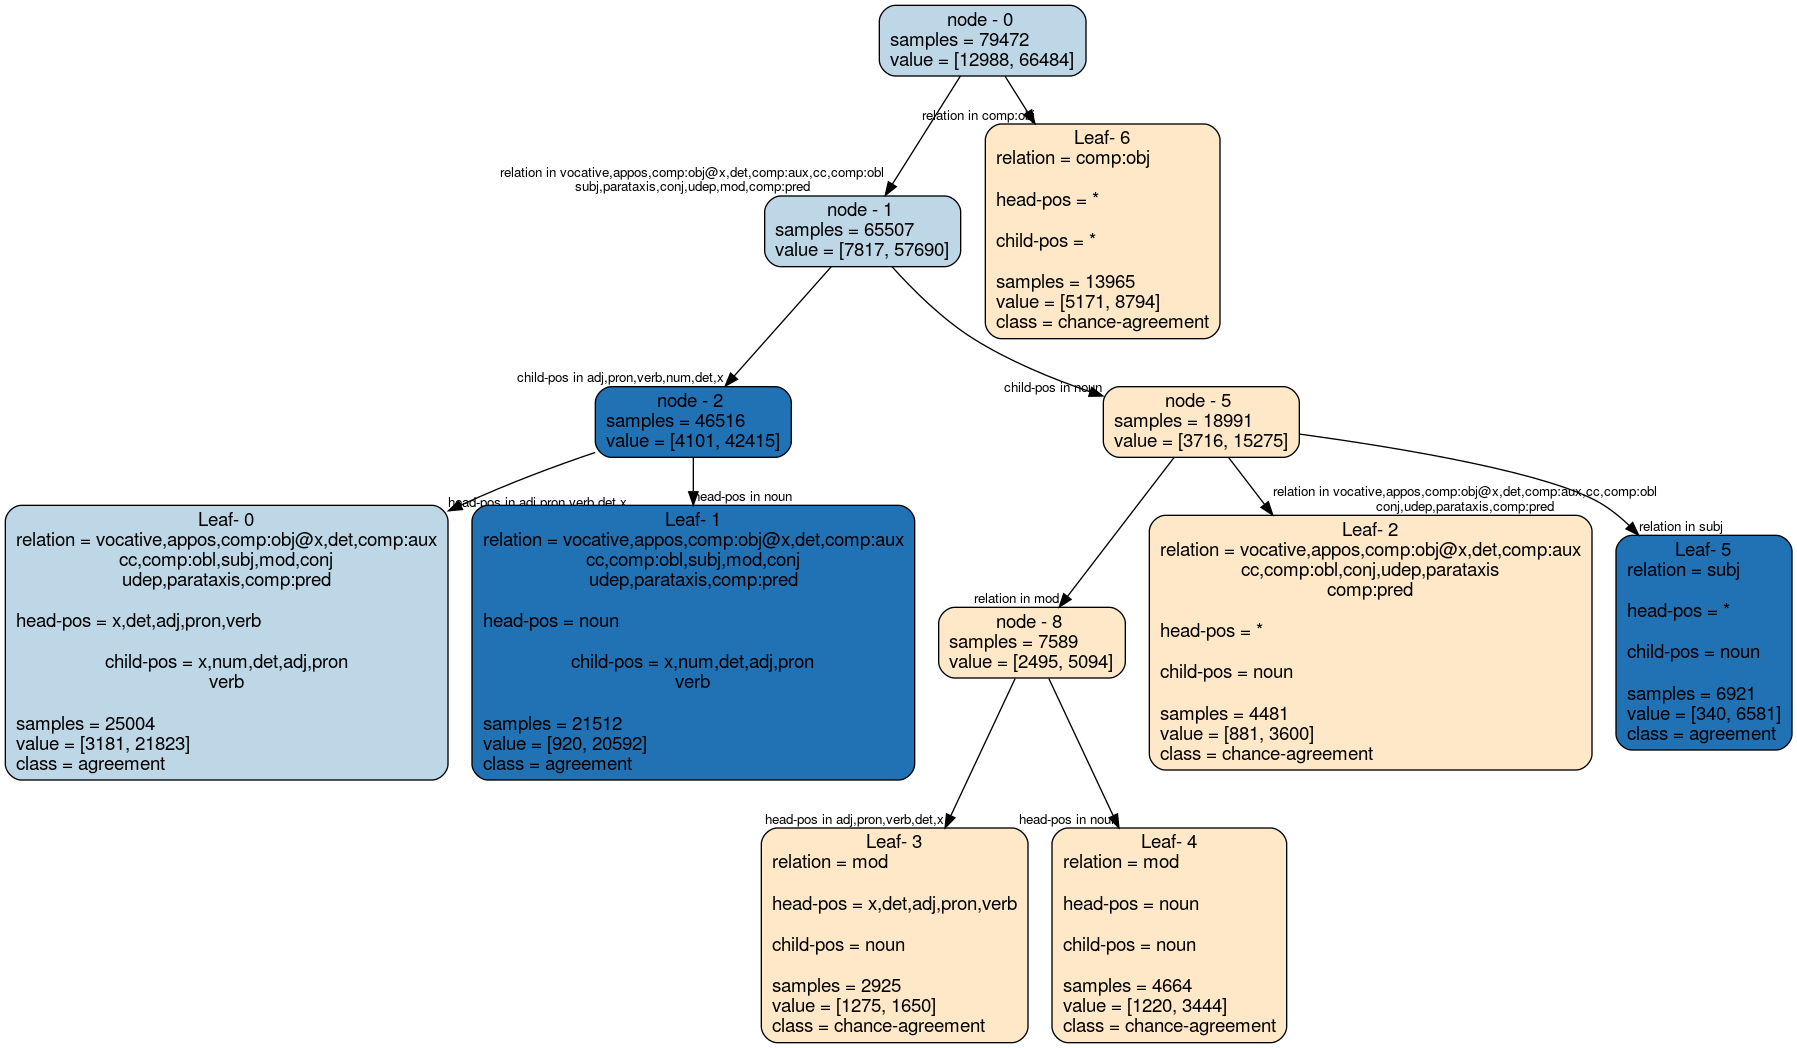 node - 0
samples = 79472
value = [12988, 66484]
relation in comp:obj
Leaf- 6
relation = comp:obj
head-pos = *
child-pos = *
samples = 13965
value = [5171, 8794]
class = chance-agreement
relation in vocative,appos,comp:obj@x,det,comp:aux,cc,comp:obl
subj,parataxis,conj,udep,mod,comp:pred
node - 1
samples = 65507
value = [7817, 57690]
child-pos in adj,pron,verb,num,det,x
child-pos in noun
node - 2
samples = 46516
value = [4101, 42415]
node - 5
samples = 18991
value = [3716, 15275]
head-pos in adj,pron,verb,det,x
head-pos in noun
relation in vocative,appos,comp:obj@x,det,comp:aux,cc,comp:obl
conj,udep,parataxis,comp:pred
relation in subj
Leaf- 0
relation = vocative,appos,comp:obj@x,det,comp:aux
cc,comp:obl,subj,mod,conj
udep,parataxis,comp:pred
head-pos = x,det,adj,pron,verb
child-pos = x,num,det,adj,pron
verb
samples = 25004
value = [3181, 21823]
class = agreement
Leaf- 1
relation = vocative,appos,comp:obj@x,det,comp:aux
cc,comp:obl,subj,mod,conj
udep,parataxis,comp:pred
head-pos = noun
child-pos = x,num,det,adj,pron
verb
samples = 21512
value = [920, 20592]
class = agreement
relation in mod
node - 8
samples = 7589
value = [2495, 5094]
Leaf- 2
relation = vocative,appos,comp:obj@x,det,comp:aux
cc,comp:obl,conj,udep,parataxis
comp:pred
head-pos = *
child-pos = noun
samples = 4481
value = [881, 3600]
class = chance-agreement
Leaf- 5
relation = subj
head-pos = *
child-pos = noun
samples = 6921
value = [340, 6581]
class = agreement
head-pos in adj,pron,verb,det,x
head-pos in noun
Leaf- 3
relation = mod
head-pos = x,det,adj,pron,verb
child-pos = noun
samples = 2925
value = [1275, 1650]
class = chance-agreement
Leaf- 4
relation = mod
head-pos = noun
child-pos = noun
samples = 4664
value = [1220, 3444]
class = chance-agreement